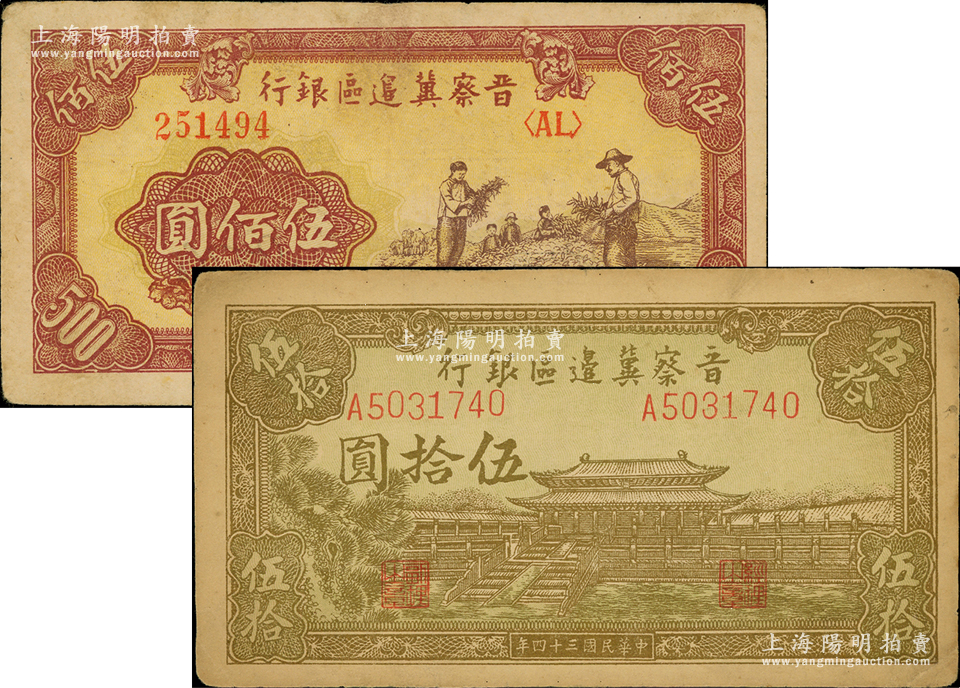 上海陽明拍賣
www.yangmingauction.com
伍佰
伍佰
晉察冀邊區銀行
251494
〈AL〉
伍佰圓
500
上海陽明拍賣
www.yangmingauction.com
伍拾
伍拾
晉察冀邊區銀行
A5031740
A5031740
伍拾圓
伍拾
伍拾
中華民國三十四年
上海陽明拍賣
www.yangmingauction.com